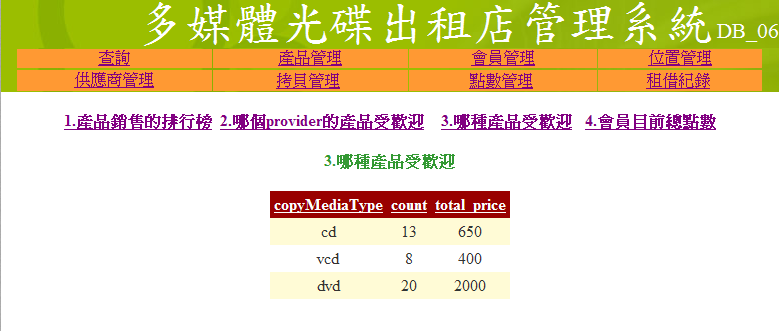 多媒體光碟出租店管理系統 DB_06
查詢 產品管理 會員管理 位置管理
供應商管理 拷貝管理 點數管理 租借紀錄
1.產品銷售的排行榜 2.哪個provider的產品受歡迎 3.哪種產品受歡迎 4.會員目前總點數
3.哪種產品受歡迎
copyMediaType count total_price
cd 13 650
vcd 8 400
dvd 20 2000